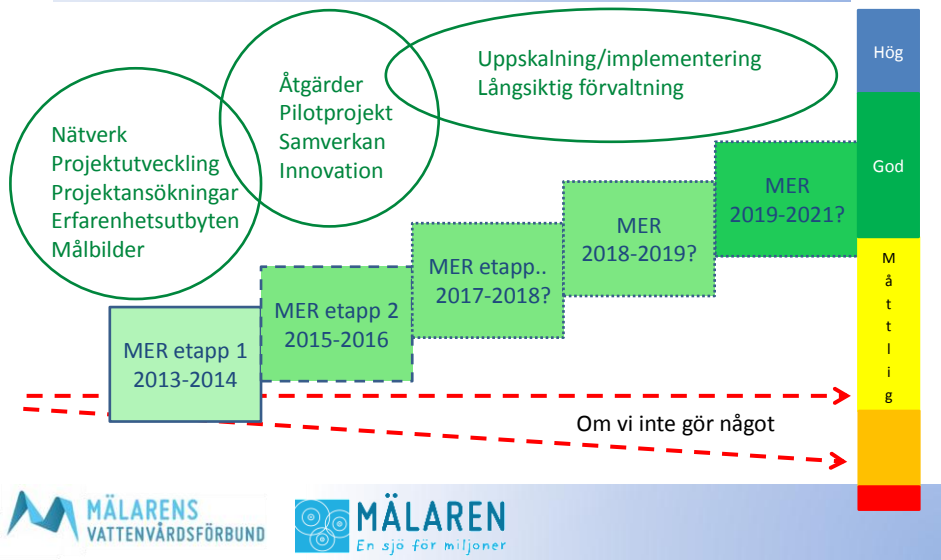 Nätverk
Projektutveckling
Projektansökningar
Erfarenhetsutbyten
Målbilder
Åtgärder
Pilotprojekt
Samverkan
Innovation
Uppskalning/implementering
Långsiktig förvaltning
MER etapp 1
2013-2014
MER etapp 2
2015-2016
MER etapp..
2017-2018?
MER
2018-2019?
MER
2019-2021?
Hög
God
Måttlig
Om vi inte gör något
MÄLARENS
VATTENVÅRDSFÖRBUND
MÄLAREN
En sjö för miljoner